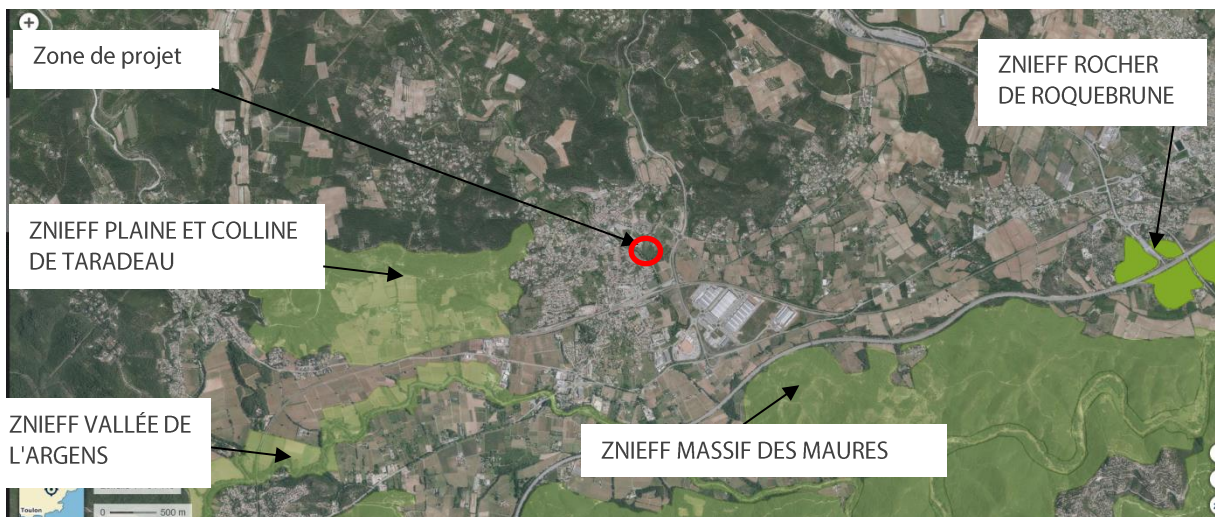 Zone de projet
ZNIEFF ROCHER
DE ROQUEBRUNE
ZNIEFF PLAINE ET COLLINE
DE TARADEAU
ZNIEFF VALLÉE DE
L'ARGENS
ZNIEFF MASSIF DES MAURES
Toulon
0 500 m